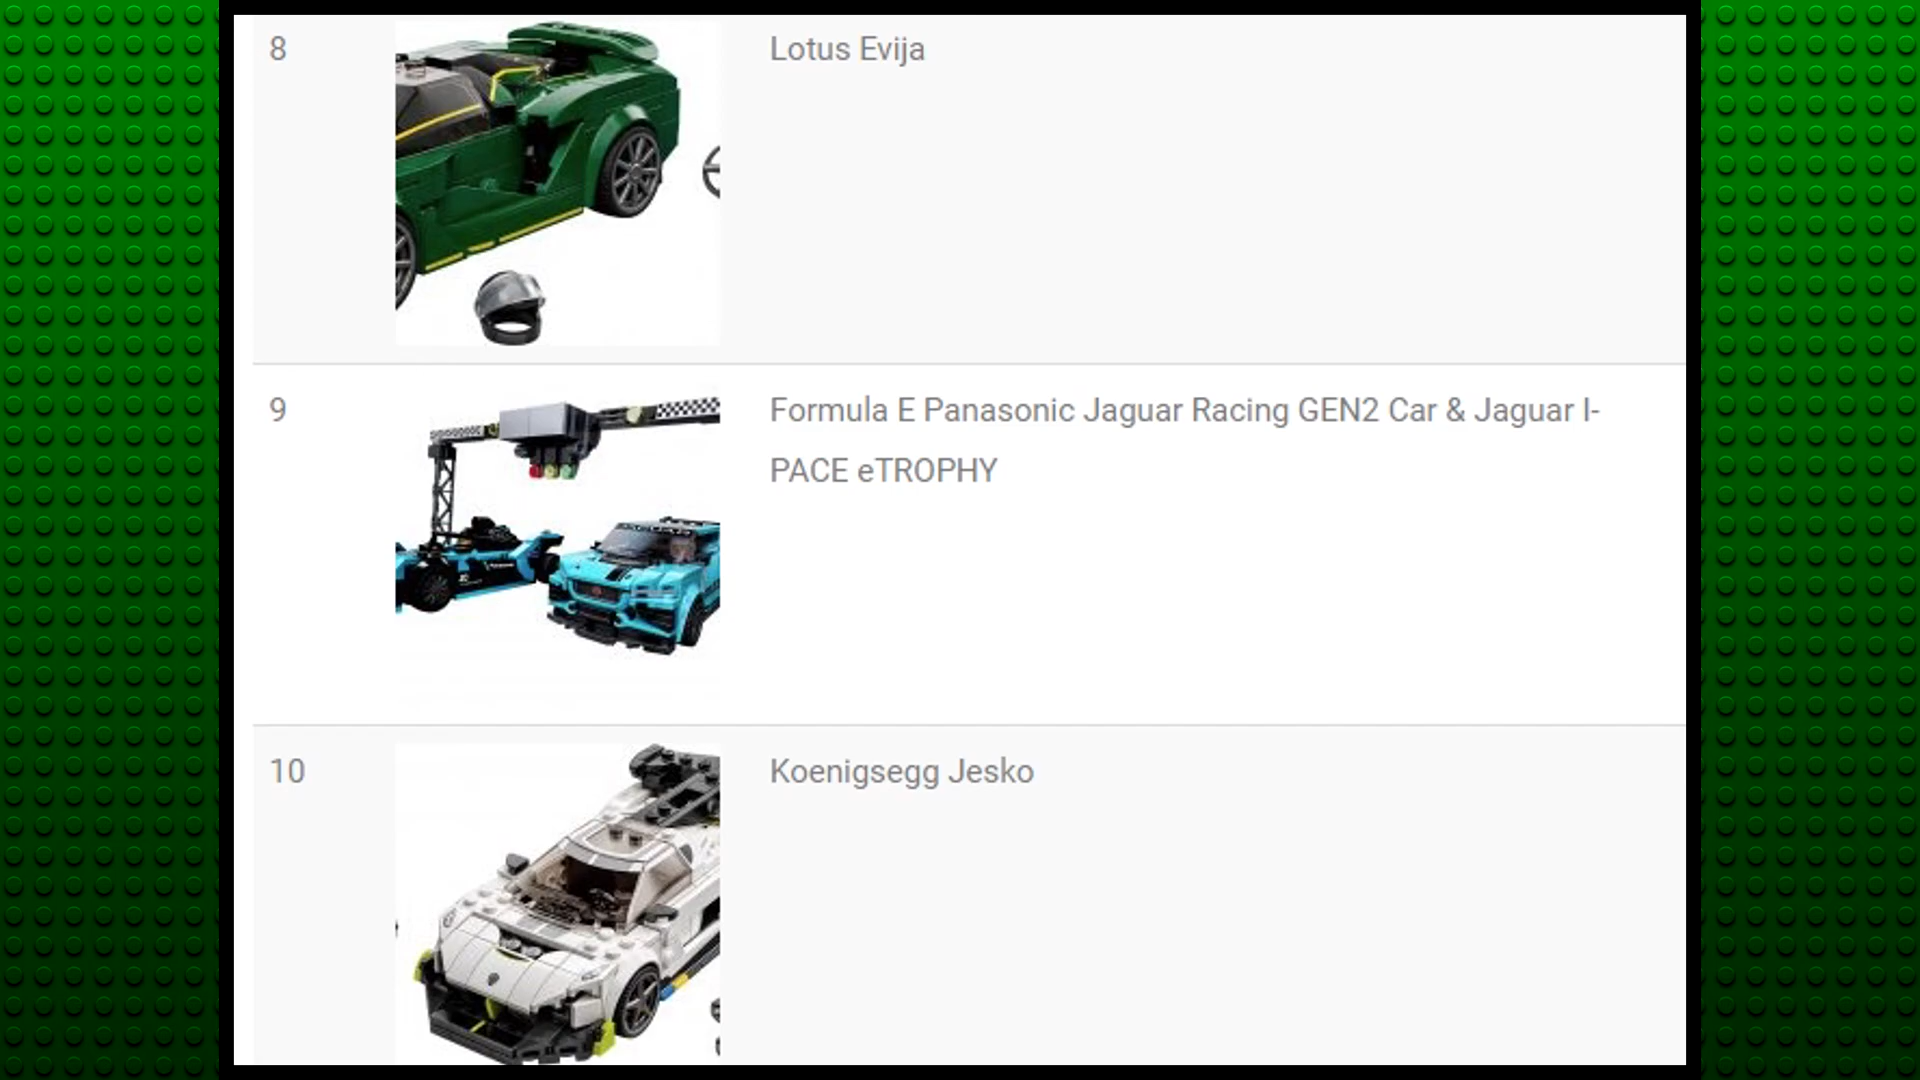 8
Lotus Evija
9
Formula E Panasonic Jaguar Racing GEN2 Car & Jaguar I-
PACE eTROPHY
10
Koenigsegg Jesko